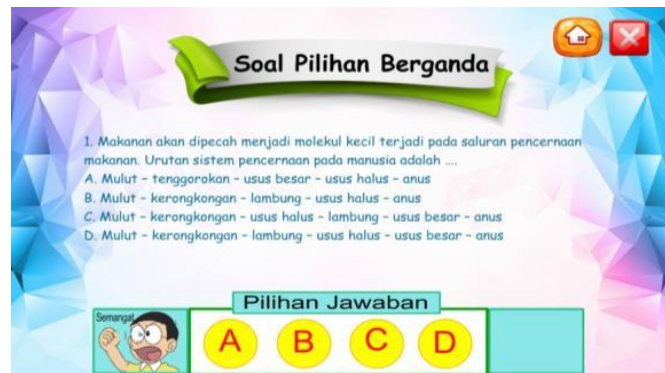 Soal Pilihan Berganda
1. Makanan akan dipecah menjadi molekul kecil terjadi pada saluran pencernaan
makanan. Urutan sistem pencernaan pada manusia adalah ....
A. Mulut - tenggorokan - usus besar - usus halus - anus
B. Mulut - kerongkongan - lambung - usus halus - anus
C. Mulut - kerongkongan - usus halus - lambung - usus besar - anus
D. Mulut - kerongkongan - lambung - usus halus - usus besar - anus
Pilihan Jawaban
Semangat
A B C D